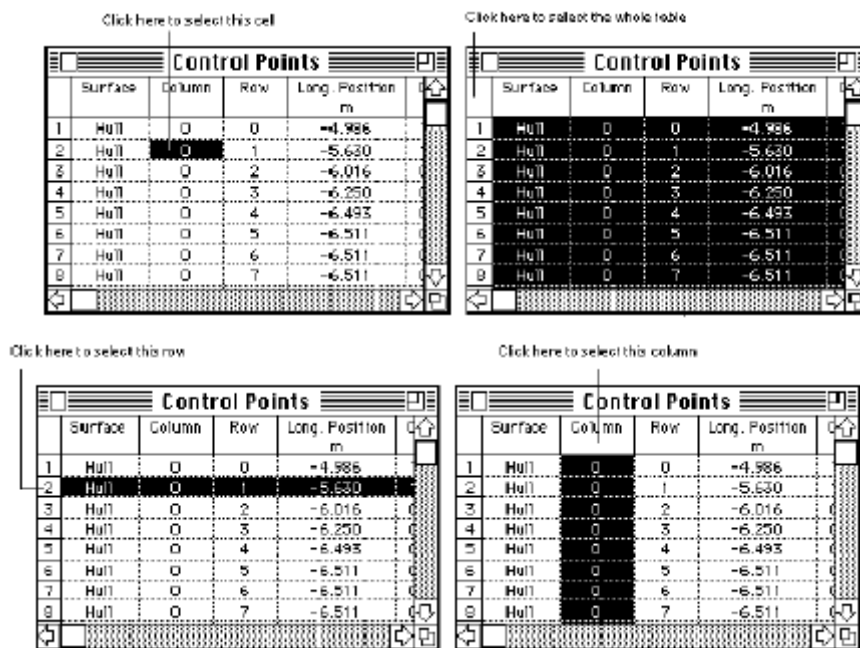 Click here to select this cell
Control Points
Surface Column Row Long. Position
m
1 Hull 0 0 -4.986
2 Hull 0 1 -5.630
3 Hull 0 2 -6.016
4 Hull 0 3 -6.250
5 Hull 0 4 -6.493
6 Hull 0 5 -6.511
7 Hull 0 6 -6.511
8 Hull 0 7 -6.511
Click here to select the whole table
Control Points
Surface Column Row Long. Position
m
1 Hull 0 0 -4.986
2 Hull 0 1 -5.630
3 Hull 0 2 -6.016
4 Hull 0 3 -6.250
5 Hull 0 4 -6.493
6 Hull 0 5 -6.511
7 Hull 0 6 -6.511
8 Hull 0 7 -6.511
Click here to select this row
Control Points
Surface Column Row Long. Position
m
1 Hull 0 0 -4.986
2 Hull 0 1 -5.630
3 Hull 0 2 -6.016
4 Hull 0 3 -6.250
5 Hull 0 4 -6.493
6 Hull 0 5 -6.511
7 Hull 0 6 -6.511
8 Hull 0 7 -6.511
Click here to select this column
Control Points
Surface Column Row Long. Position
m
1 Hull 0 0 -4.986
2 Hull 0 1 -5.630
3 Hull 0 2 -6.016
4 Hull 0 3 -6.250
5 Hull 0 4 -6.493
6 Hull 0 5 -6.511
7 Hull 0 6 -6.511
8 Hull 0 7 -6.511